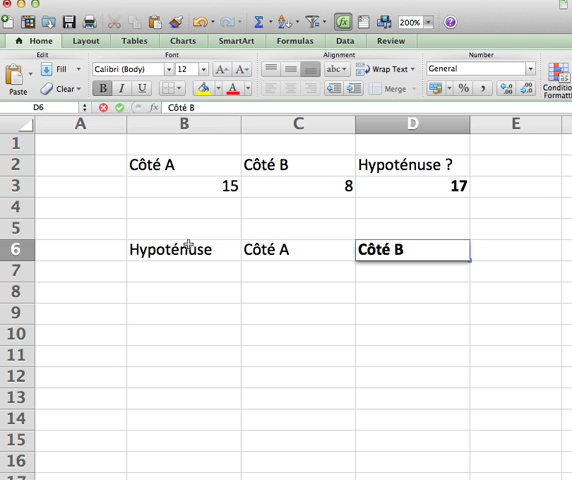 200%
Home Layout Tables Charts SmartArt Formulas Data Review
Edit Font Alignment Number
Fill Calibri (Body) 12 A A abc Wrap Text General
Paste Clear B I U A Merge % ,
Conditio
Formatti
D6 fx Côté B
A B C D E
1
2 Côté A Côté B Hypoténuse ?
3 15 8 17
4
5
6 Hypoténuse Côté A Côté B
7
8
9
10
11
12
13
14
15
16
17